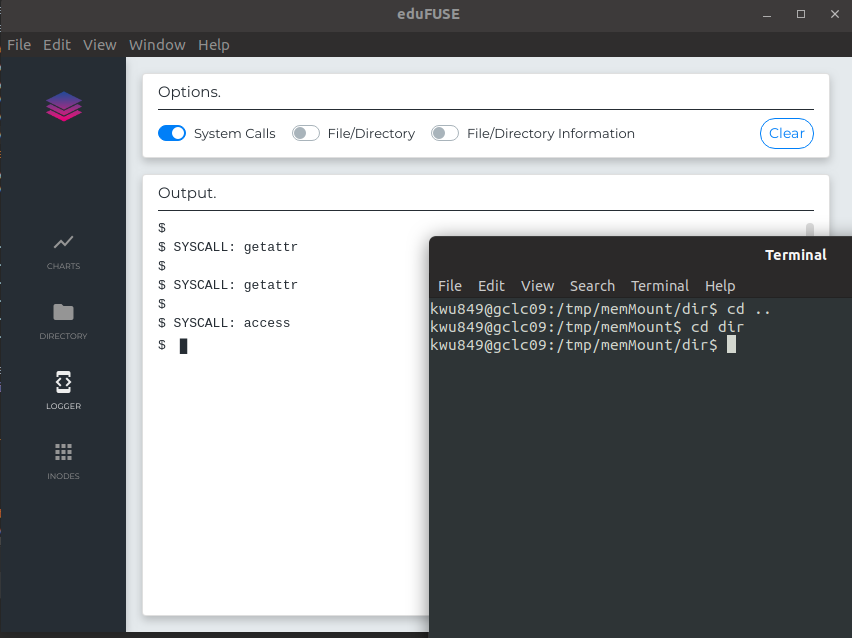 eduFUSE
File Edit View Window Help
Options.
System Calls File/Directory File/Directory Information Clear
Output.
$
$ SYSCALL: getattr
$
$ SYSCALL: getattr
$
$ SYSCALL: access
$
CHARTS
DIRECTORY
LOGGER
INODES
Terminal
File Edit View Search Terminal Help
kwu849@gclc09:/tmp/memMount/dir$ cd ..
kwu849@gclc09:/tmp/memMount$ cd dir
kwu849@gclc09:/tmp/memMount/dir$